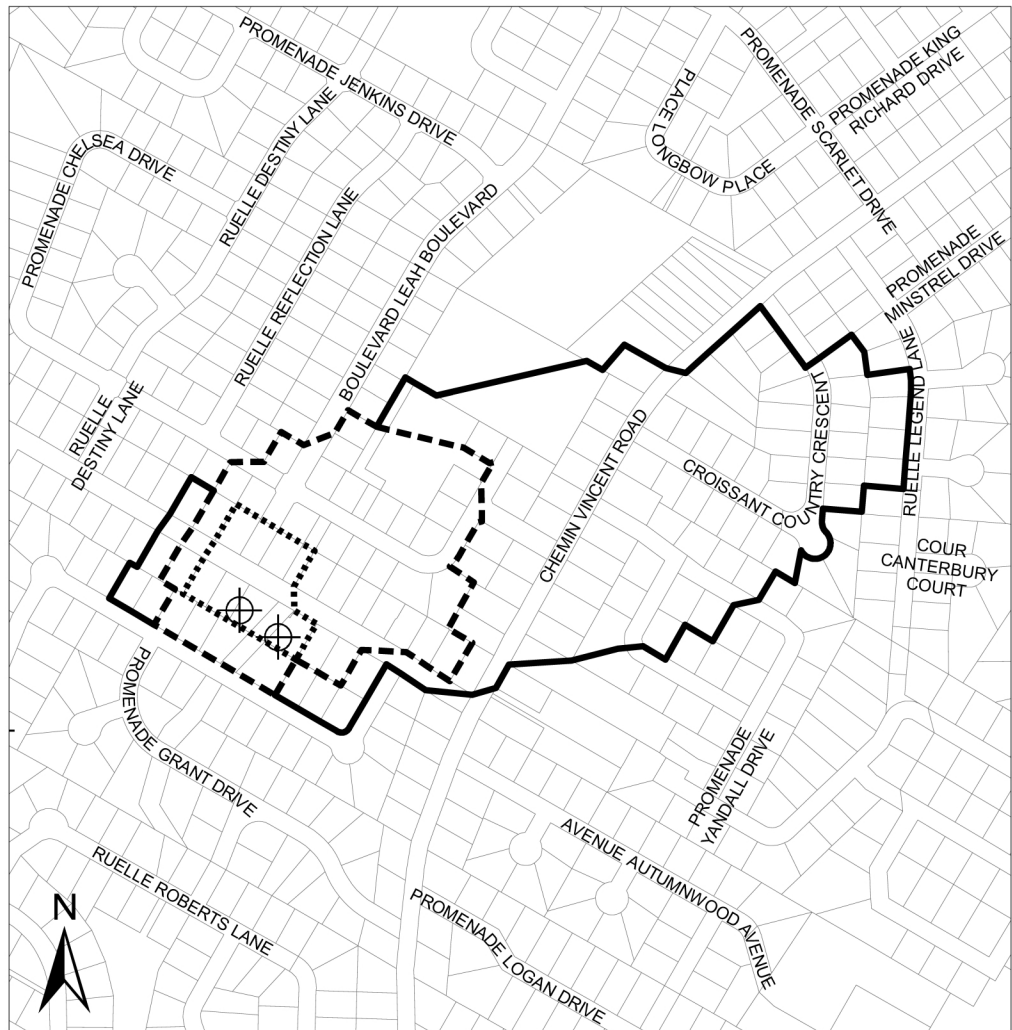 PROMENADE JENKINS DRIVE
PROMENADE SCARLET DRIVE
PROMENADE KING
RICHARD DRIVE
PLACE LONGBOW PLACE
PROMENADE CHELSEA DRIVE
RUELLE DESTINY LANE
RUELLE REFLECTION LANE
BOULEVARD LEAH BOULEVARD
PROMENADE
MINSTREL DRIVE
RUELLE
DESTINY LANE
CHEMIN VINCENT ROAD
CROISSANT COUNTRY CRESCENT
RUELLE LEGEND LANE
COUR
CANTERBURY
COURT
PROMENADE GRANT DRIVE
PROMENADE
YANDALL DRIVE
AVENUE AUTUMNWOOD AVENUE
RUELLE ROBERTS LANE
PROMENADE LOGAN DRIVE
N